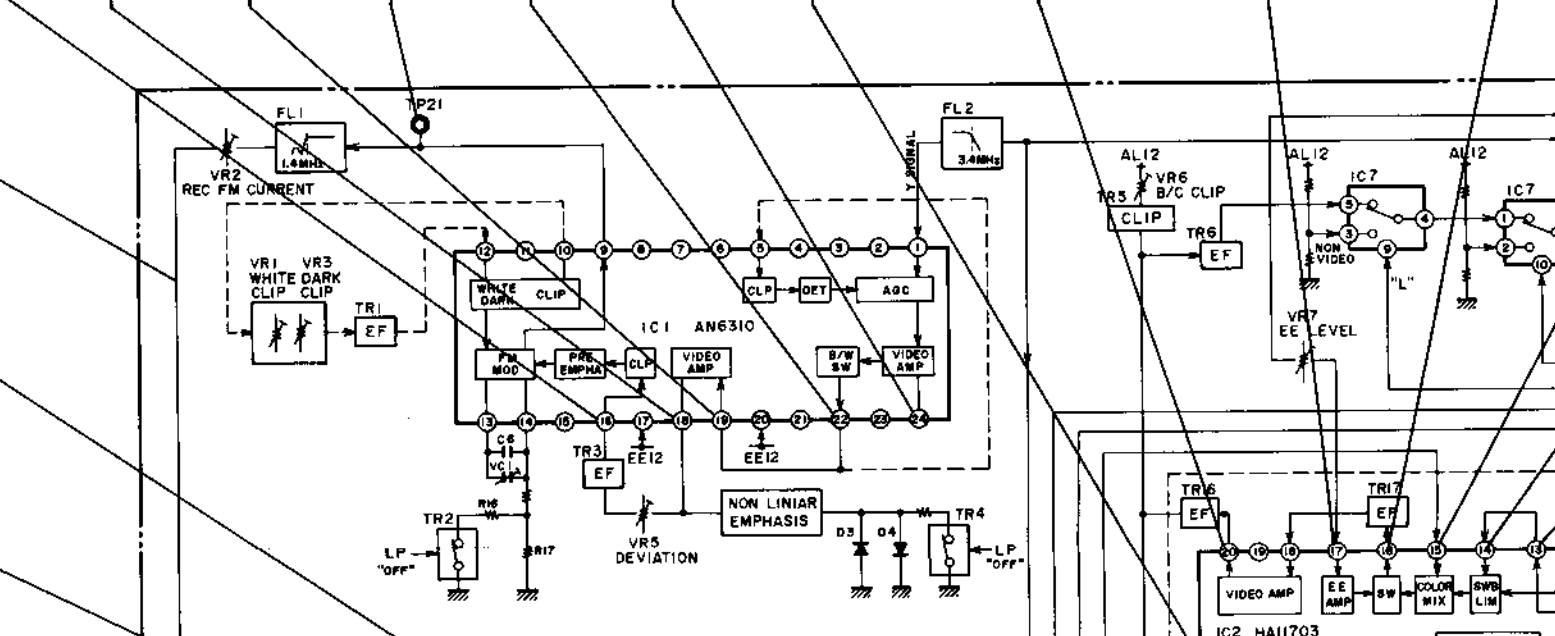 TP21
FL1
1.4MHz
VR2
REC FM CURRENT
FL2
3.4MHz
Y SIGNAL
AL12
VR6
B/C CLIP
TR5
CLIP
TR6
EF
AL12
IC7
5
4
3
9
NON
VIDEO
"L"
AL12
IC7
1
2
10
VR7
EE LEVEL
12 11 10 9 8 7 6 5 4 3 2 1
VR1 VR3
WHITE DARK
CLIP CLIP
TR1
EF
WHITE
DARK CLIP
CLP
DET
AGC
IC1 AN6310
FM
MOD
PRE
EMPHA
CLP
VIDEO
AMP
B/W
SW
VIDEO
AMP
13 14 15 16 17 18 19 20 21 22 23 24
C6
VC1
TR3
EF
EE12
EE12
R16
R17
TR2
LP
"OFF"
VR5
DEVIATION
NON LINIAR
EMPHASIS
D3
D4
TR4
LP
"OFF"
TR16
EF
TR17
EF
20 19 18 17 16 15 14 13
VIDEO AMP
EE
AMP
SW
COLOR
MIX
SWB
LIM
IC2 HA11703